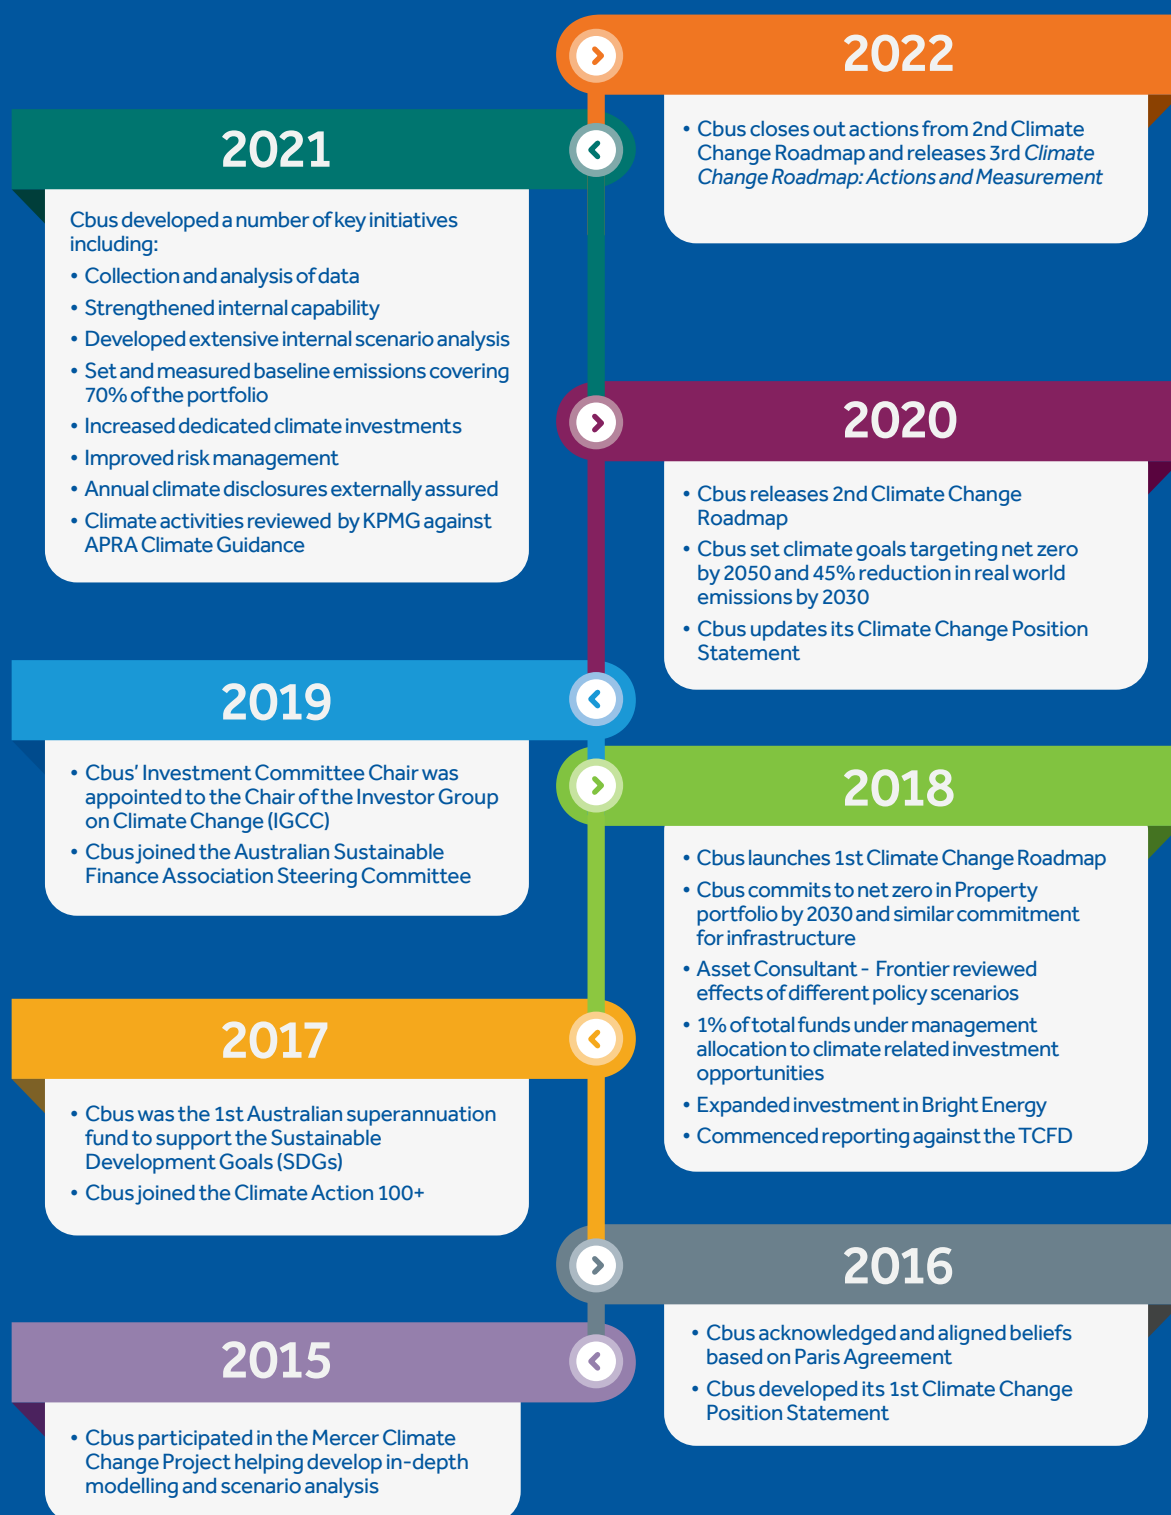 2022
• Cbus closes out actions from 2nd Climate
Change Roadmap and releases 3rd Climate
Change Roadmap: Actions and Measurement
2021
Cbus developed a number of key initiatives
including:
• Collection and analysis of data
• Strengthened internal capability
• Developed extensive internal scenario analysis
• Set and measured baseline emissions covering
70% of the portfolio
• Increased dedicated climate investments
• Improved risk management
• Annual climate disclosures externally assured
• Climate activities reviewed by KPMG against
APRA Climate Guidance
2020
• Cbus releases 2nd Climate Change
Roadmap
• Cbus set climate goals targeting net zero
by 2050 and 45% reduction in real world
emissions by 2030
• Cbus updates its Climate Change Position
Statement
2019
• Cbus' Investment Committee Chair was
appointed to the Chair of the Investor Group
on Climate Change (IGCC)
• Cbus joined the Australian Sustainable
Finance Association Steering Committee
2018
• Cbus launches 1st Climate Change Roadmap
• Cbus commits to net zero in Property
portfolio by 2030 and similar commitment
for infrastructure
• Asset Consultant - Frontier reviewed
effects of different policy scenarios
• 1% of total funds under management
allocation to climate related investment
opportunities
• Expanded investment in Bright Energy
• Commenced reporting against the TCFD
2017
• Cbus was the 1st Australian superannuation
fund to support the Sustainable
Development Goals (SDGs)
• Cbus joined the Climate Action 100+
2016
• Cbus acknowledged and aligned beliefs
based on Paris Agreement
• Cbus developed its 1st Climate Change
Position Statement
2015
• Cbus participated in the Mercer Climate
Change Project helping develop in-depth
modelling and scenario analysis